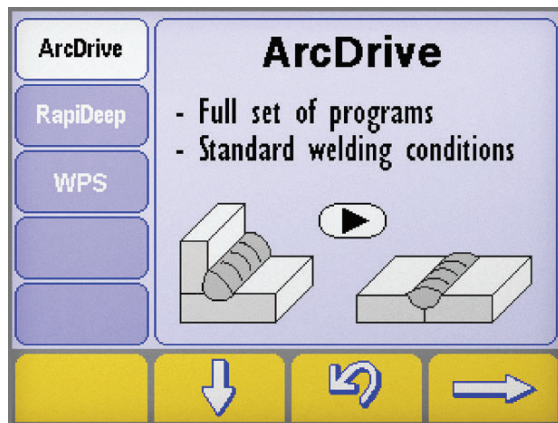 ArcDrive
RapiDeep
WPS
ArcDrive
- Full set of programs
- Standard welding conditions